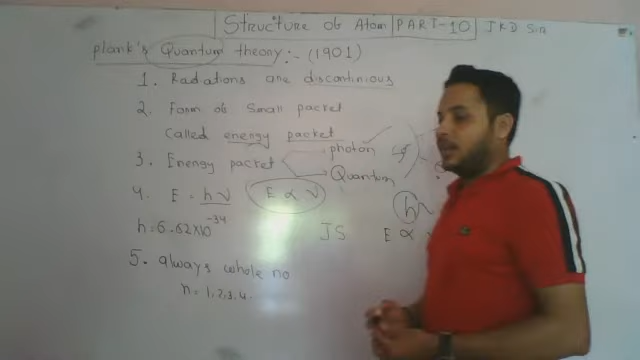 Structure of Atom PART-10 JKD Sir
plank's Quantum theory:- (1901)
1. Radations are discontinious
2. Form of small packet
Called energy packet
3. Energy packet photon
Quantum
4. E = hν E ∝ ν
h=6.62×10⁻³⁴ JS
E ∝
5. always whole no
n = 1,2,3,4